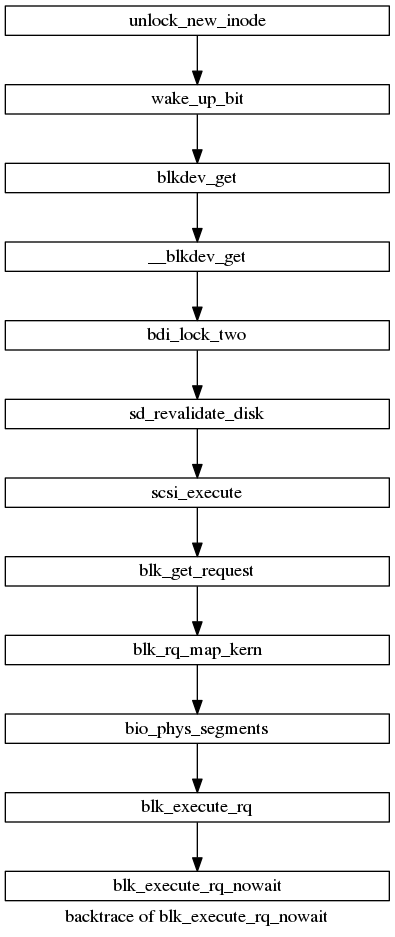 unlock_new_inode
wake_up_bit
blkdev_get
__blkdev_get
bdi_lock_two
sd_revalidate_disk
scsi_execute
blk_get_request
blk_rq_map_kern
bio_phys_segments
blk_execute_rq
blk_execute_rq_nowait
backtrace of blk_execute_rq_nowait